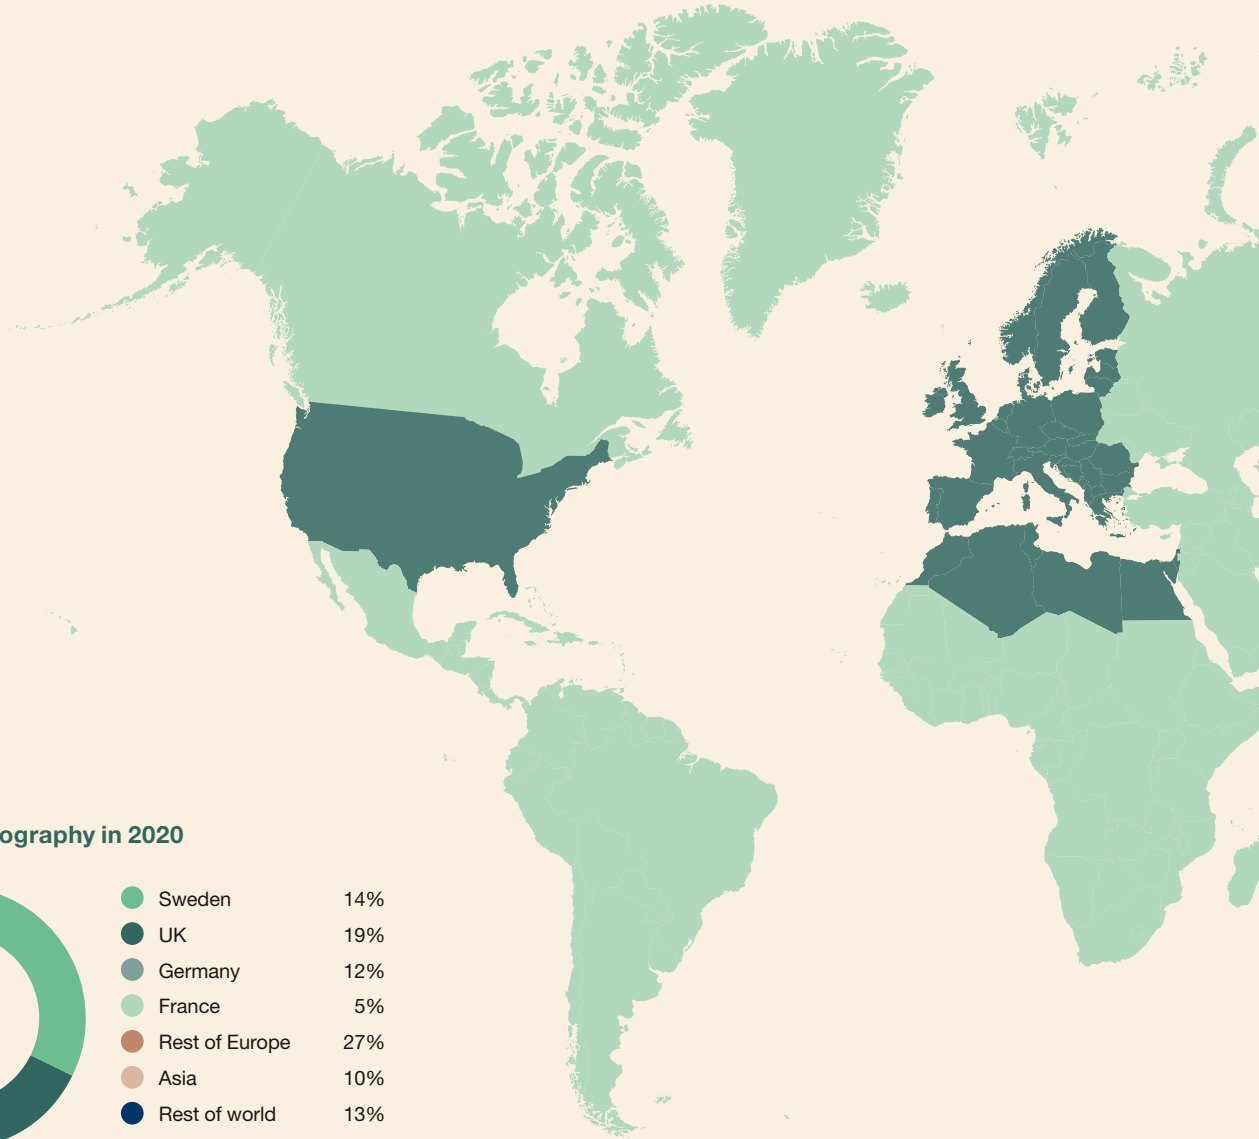 ography in 2020
Sweden 14%
UK 19%
Germany 12%
France 5%
Rest of Europe 27%
Asia 10%
Rest of world 13%